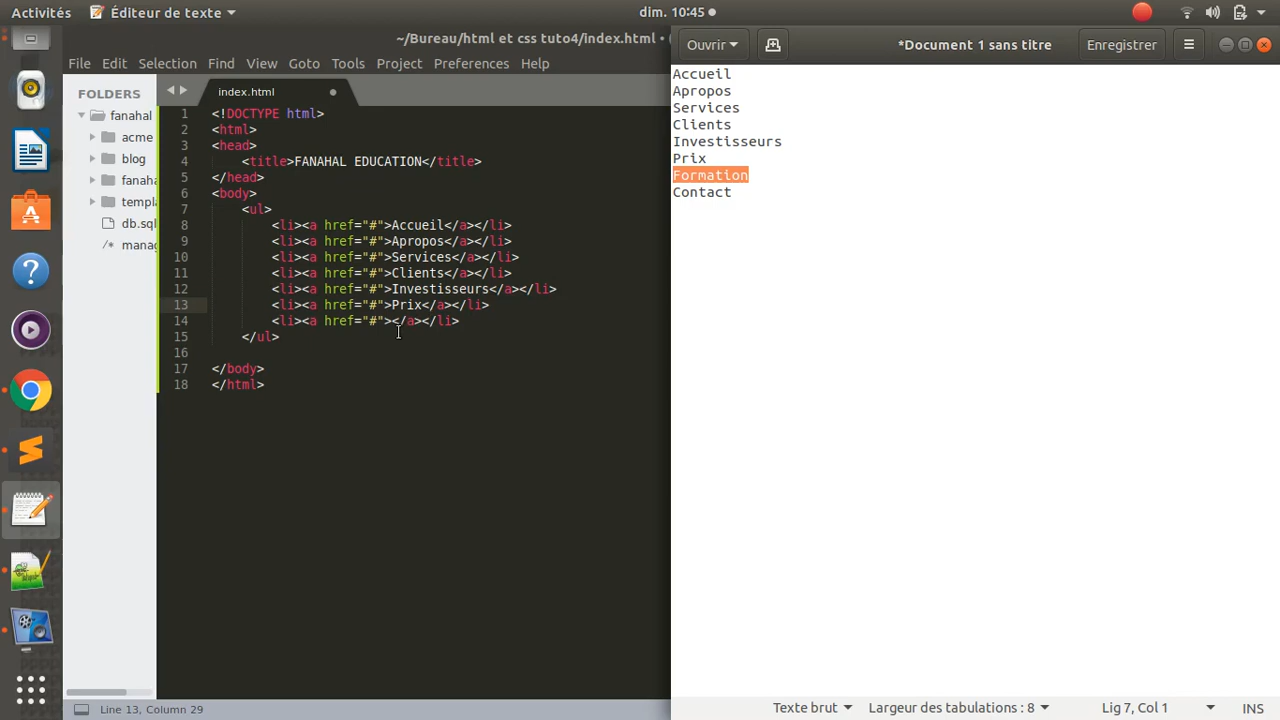 Activités
Éditeur de texte
dim. 10:45
~/Bureau/html et css tuto4/index.html
File Edit Selection Find View Goto Tools Project Preferences Help
FOLDERS
fanahal
acme
blog
fanaha
templa
db.sql
manag
index.html
1 <!DOCTYPE html>
2 <html>
3 <head>
4 <title>FANAHAL EDUCATION</title>
5 </head>
6 <body>
7 <ul>
8 <li><a href="#">Accueil</a></li>
9 <li><a href="#">Apropos</a></li>
10 <li><a href="#">Services</a></li>
11 <li><a href="#">Clients</a></li>
12 <li><a href="#">Investisseurs</a></li>
13 <li><a href="#">Prix</a></li>
14 <li><a href="#"></a></li>
15 </ul>
16
17 </body>
18 </html>
Line 13, Column 29
Ouvrir
*Document 1 sans titre
Enregistrer
Accueil
Apropos
Services
Clients
Investisseurs
Prix
Formation
Contact
Texte brut
Largeur des tabulations : 8
Lig 7, Col 1
INS